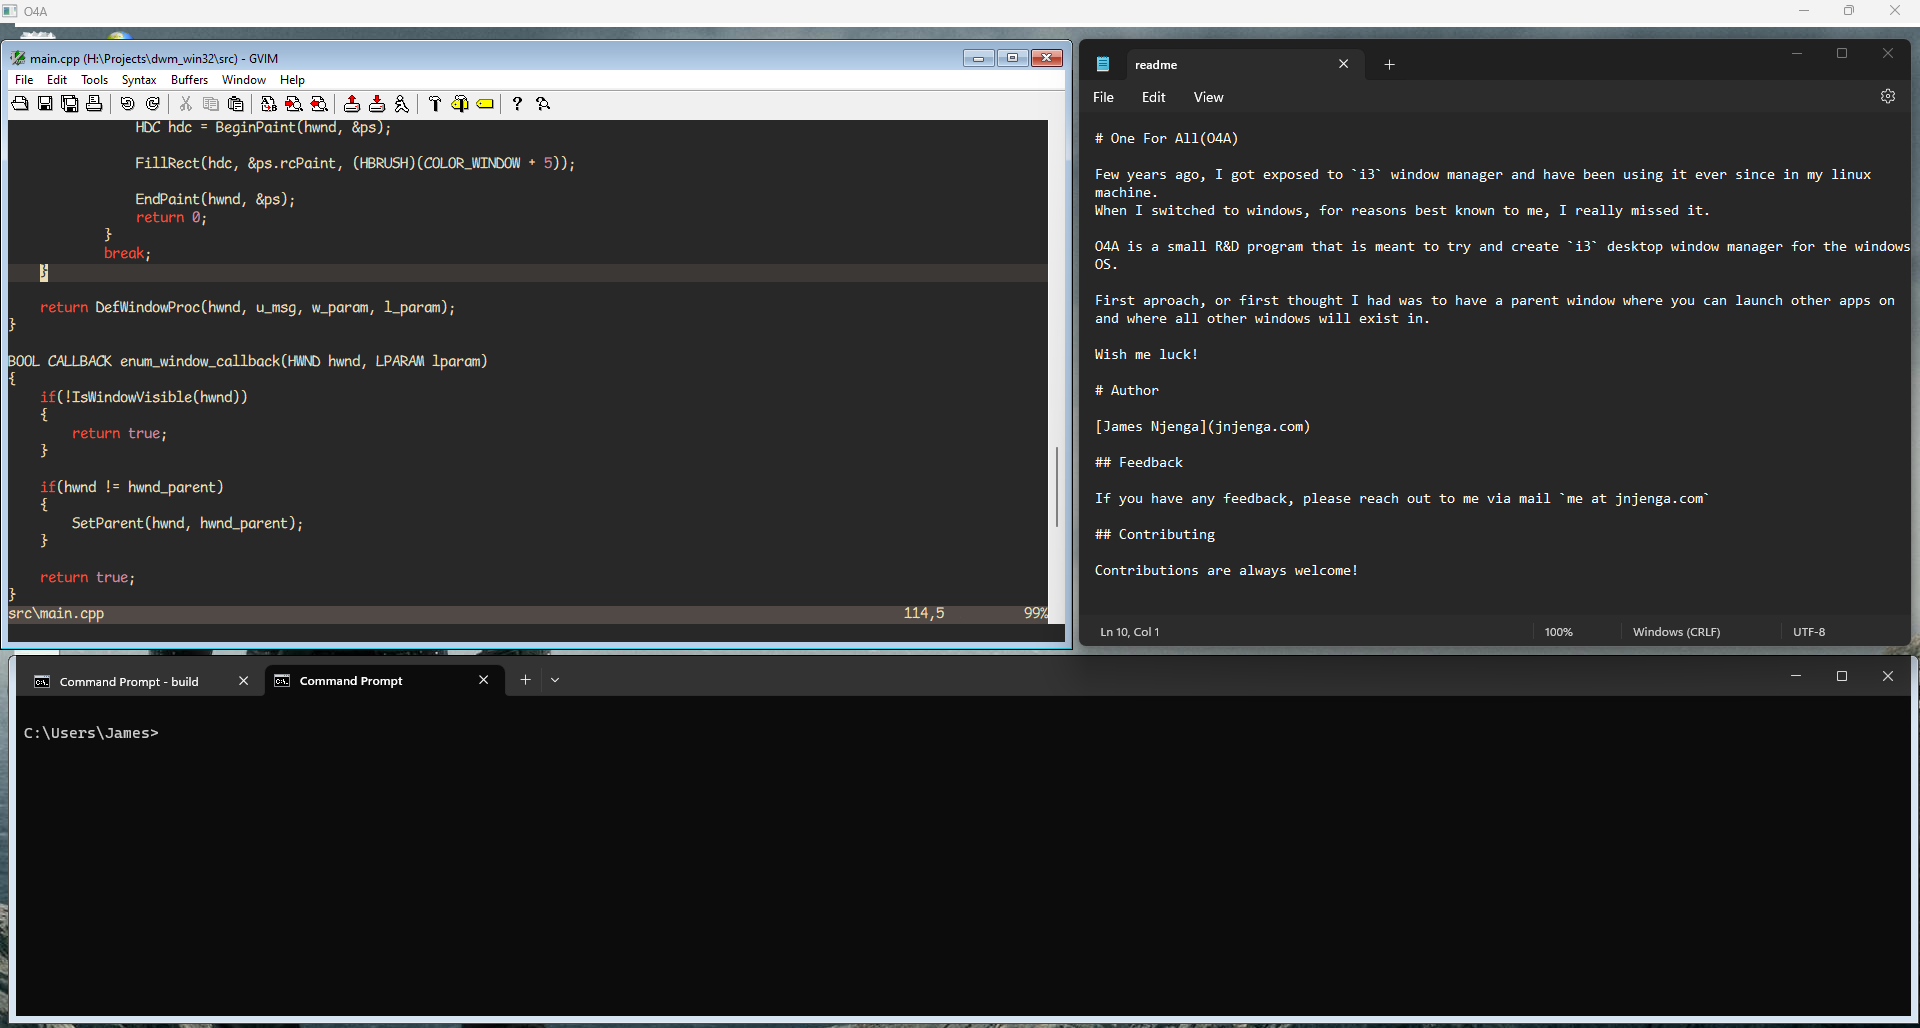 O4A
main.cpp (H:\Projects\dwm_win32\src) - GVIM
File Edit Tools Syntax Buffers Window Help
HDC hdc = BeginPaint(hwnd, &ps);
FillRect(hdc, &ps.rcPaint, (HBRUSH)(COLOR_WINDOW + 5));
EndPaint(hwnd, &ps);
return 0;
}
break;
}
return DefWindowProc(hwnd, u_msg, w_param, l_param);
}
BOOL CALLBACK enum_window_callback(HWND hwnd, LPARAM lparam)
{
if(!IsWindowVisible(hwnd))
{
return true;
}
if(hwnd != hwnd_parent)
{
SetParent(hwnd, hwnd_parent);
}
return true;
}
src\main.cpp 114,5 99%
readme
File Edit View
# One For All(O4A)
Few years ago, I got exposed to `i3` window manager and have been using it ever since in my linux
machine.
When I switched to windows, for reasons best known to me, I really missed it.
O4A is a small R&D program that is meant to try and create `i3` desktop window manager for the windows
OS.
First aproach, or first thought I had was to have a parent window where you can launch other apps on
and where all other windows will exist in.
Wish me luck!
# Author
[James Njenga](jnjenga.com)
## Feedback
If you have any feedback, please reach out to me via mail `me at jnjenga.com`
## Contributing
Contributions are always welcome!
Ln 10, Col 1 100% Windows (CRLF) UTF-8
Command Prompt - build
Command Prompt
C:\Users\James>